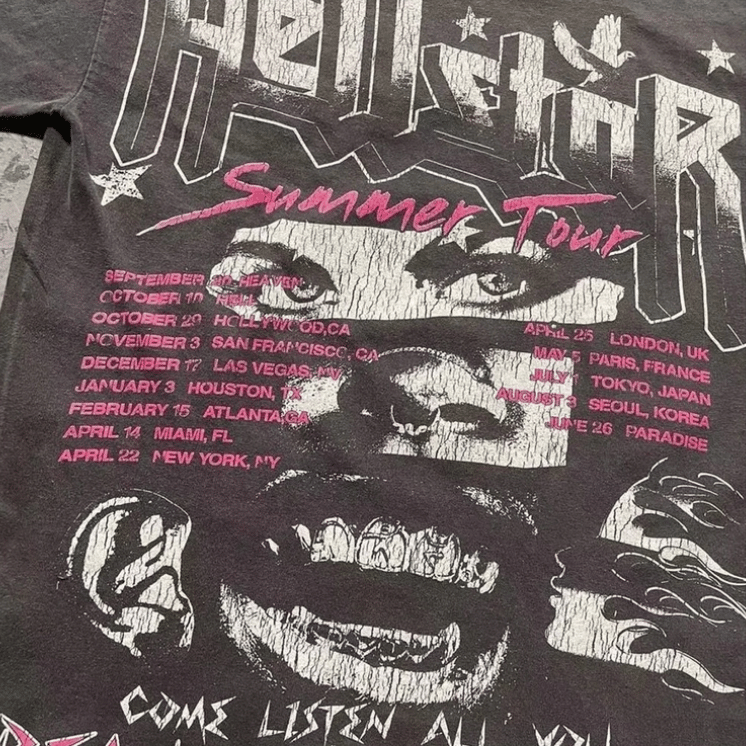 HellstaR
Summer Tour
SEPTEMBER HEAVEN
OCTOBER 10 HELL
OCTOBER 29 HOLLYWOOD, CA
NOVEMBER 3 SAN FRANCISCO, CA
DECEMBER 17 LAS VEGAS, NV
JANUARY 3 HOUSTON, TX
FEBRUARY 15 ATLANTA, GA
APRIL 14 MIAMI, FL
APRIL 22 NEW YORK, NY
APRIL 25 LONDON, UK
MAY 5 PARIS, FRANCE
JULY TOKYO, JAPAN
AUGUST 3 SEOUL, KOREA
JUNE 26 PARADISE
COME LISTEN ALL YOU